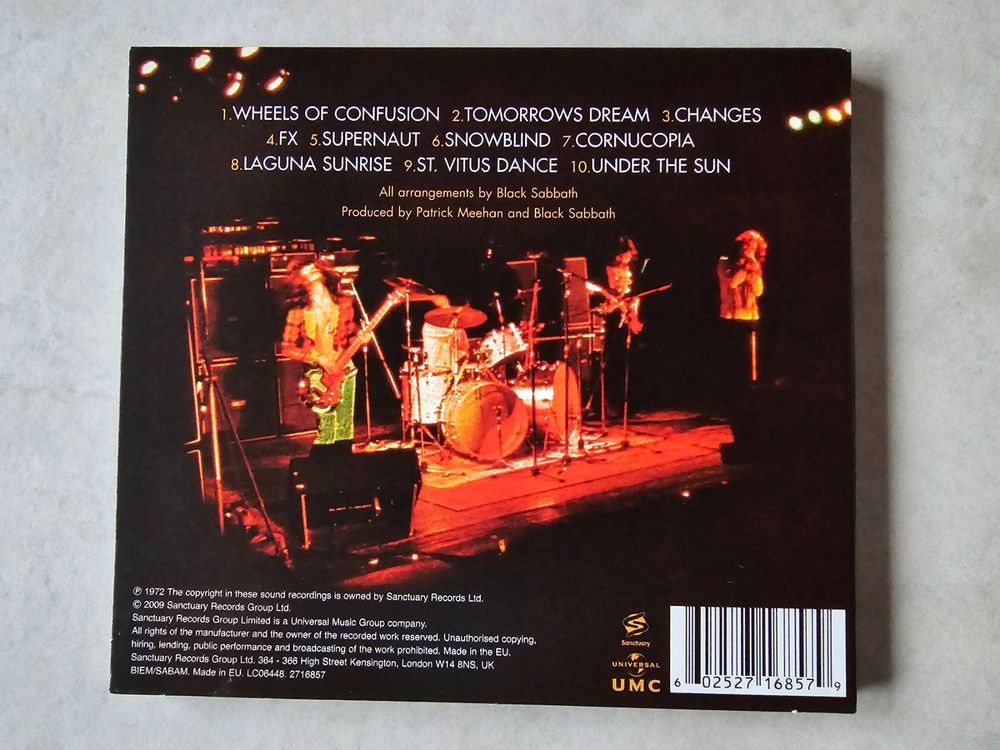 1.WHEELS OF CONFUSION 2.TOMORROWS DREAM 3.CHANGES
4.FX 5.SUPERNAUT 6.SNOWBLIND 7.CORNUCOPIA
8.LAGUNA SUNRISE 9.ST. VITUS DANCE 10.UNDER THE SUN
All arrangements by Black Sabbath
Produced by Patrick Meehan and Black Sabbath
℗ 1972 The copyright in these sound recordings is owned by Sanctuary Records Ltd.
© 2009 Sanctuary Records Group Ltd.
Sanctuary Records Group Limited is a Universal Music Group company.
All rights of the manufacturer and the owner of the recorded work reserved. Unauthorised copying,
hiring, lending, public performance and broadcasting of the work prohibited. Made in the EU.
Sanctuary Records Group Ltd. 364 - 366 High Street Kensington, London W14 8NS, UK
BIEM/SABAM. Made in EU. LC06448. 2716857
Sanctuary
UNIVERSAL
UMC
6 02527 16857 9